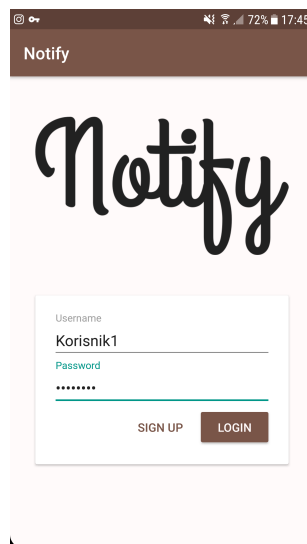 72% 17:45
Notify
Notify
Username
Korisnik1
Password
••••••••
SIGN UP LOGIN